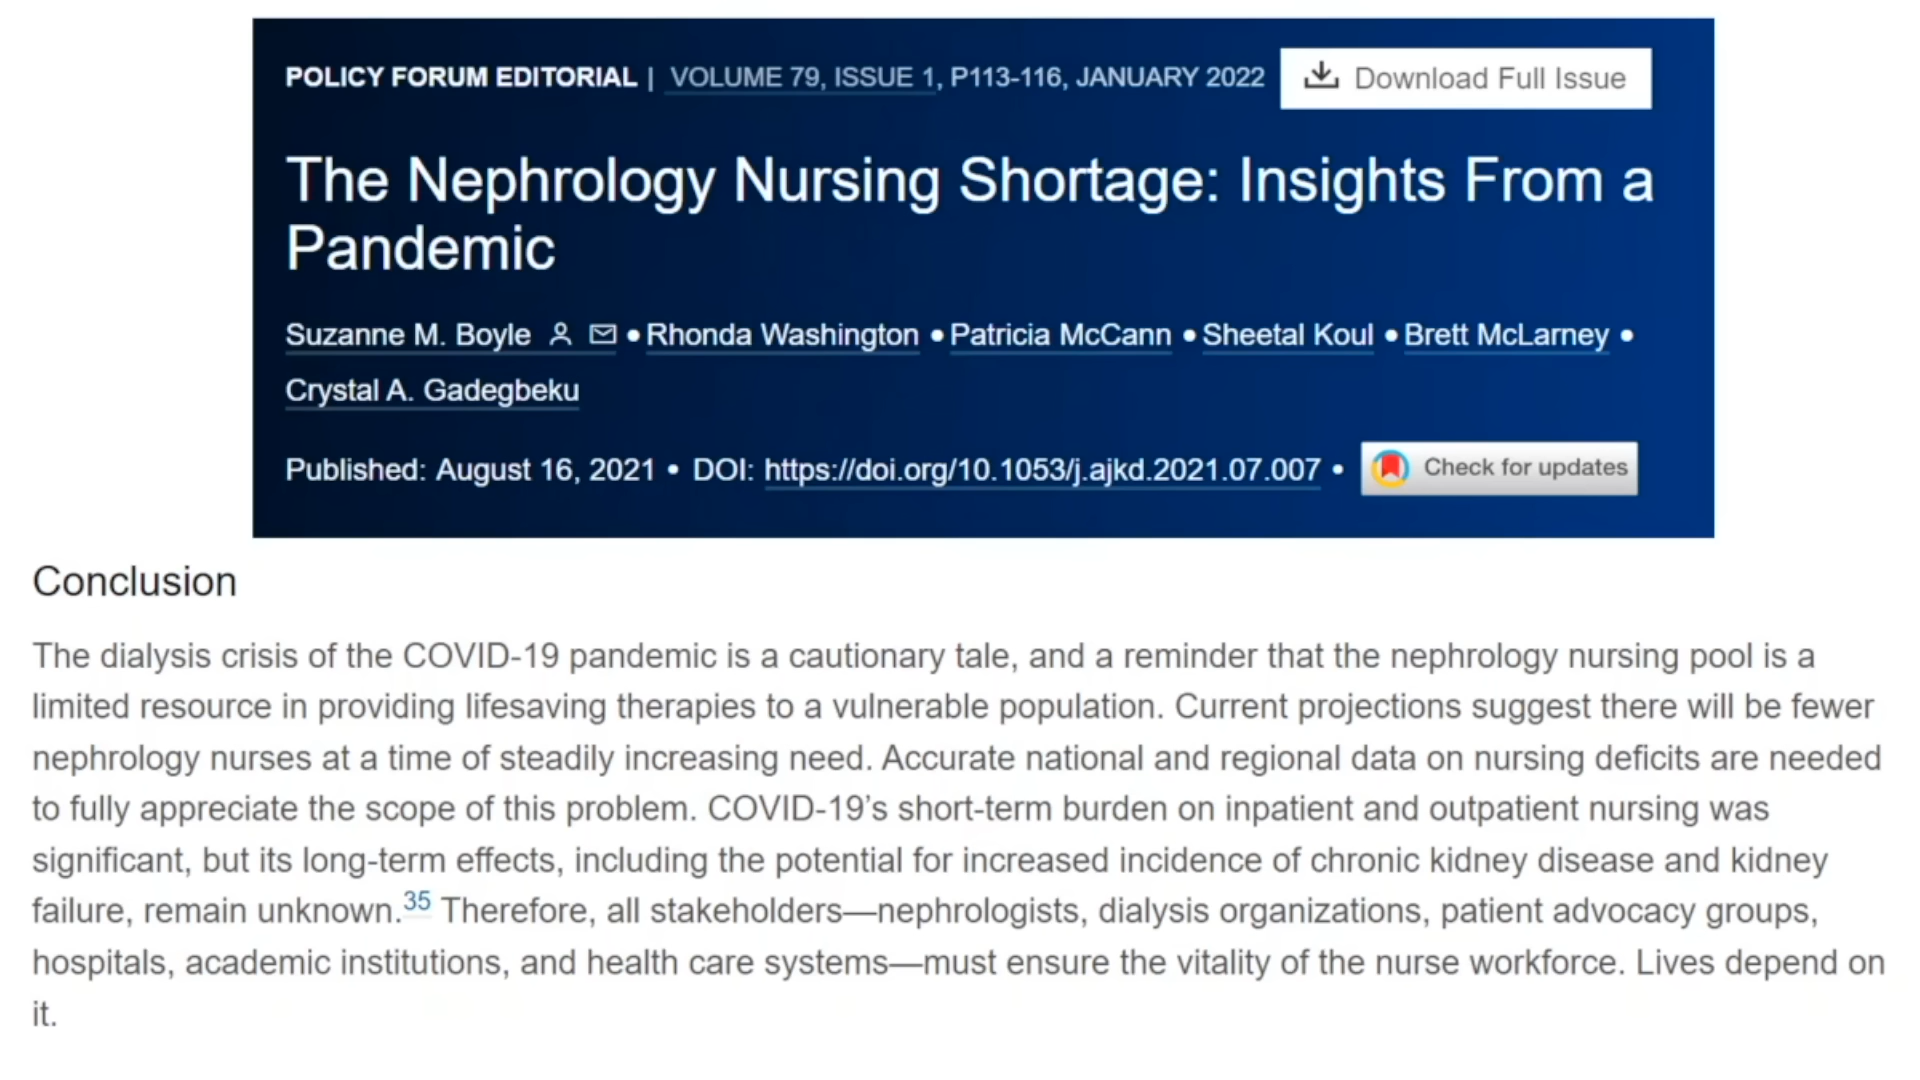 POLICY FORUM EDITORIAL | VOLUME 79, ISSUE 1, P113-116, JANUARY 2022 Download Full Issue
The Nephrology Nursing Shortage: Insights From a
Pandemic
Suzanne M. Boyle • Rhonda Washington • Patricia McCann • Sheetal Koul • Brett McLarney •
Crystal A. Gadegbeku
Published: August 16, 2021 • DOI: https://doi.org/10.1053/j.ajkd.2021.07.007 • Check for updates
Conclusion
The dialysis crisis of the COVID-19 pandemic is a cautionary tale, and a reminder that the nephrology nursing pool is a
limited resource in providing lifesaving therapies to a vulnerable population. Current projections suggest there will be fewer
nephrology nurses at a time of steadily increasing need. Accurate national and regional data on nursing deficits are needed
to fully appreciate the scope of this problem. COVID-19’s short-term burden on inpatient and outpatient nursing was
significant, but its long-term effects, including the potential for increased incidence of chronic kidney disease and kidney
failure, remain unknown.35 Therefore, all stakeholders—nephrologists, dialysis organizations, patient advocacy groups,
hospitals, academic institutions, and health care systems—must ensure the vitality of the nurse workforce. Lives depend on
it.